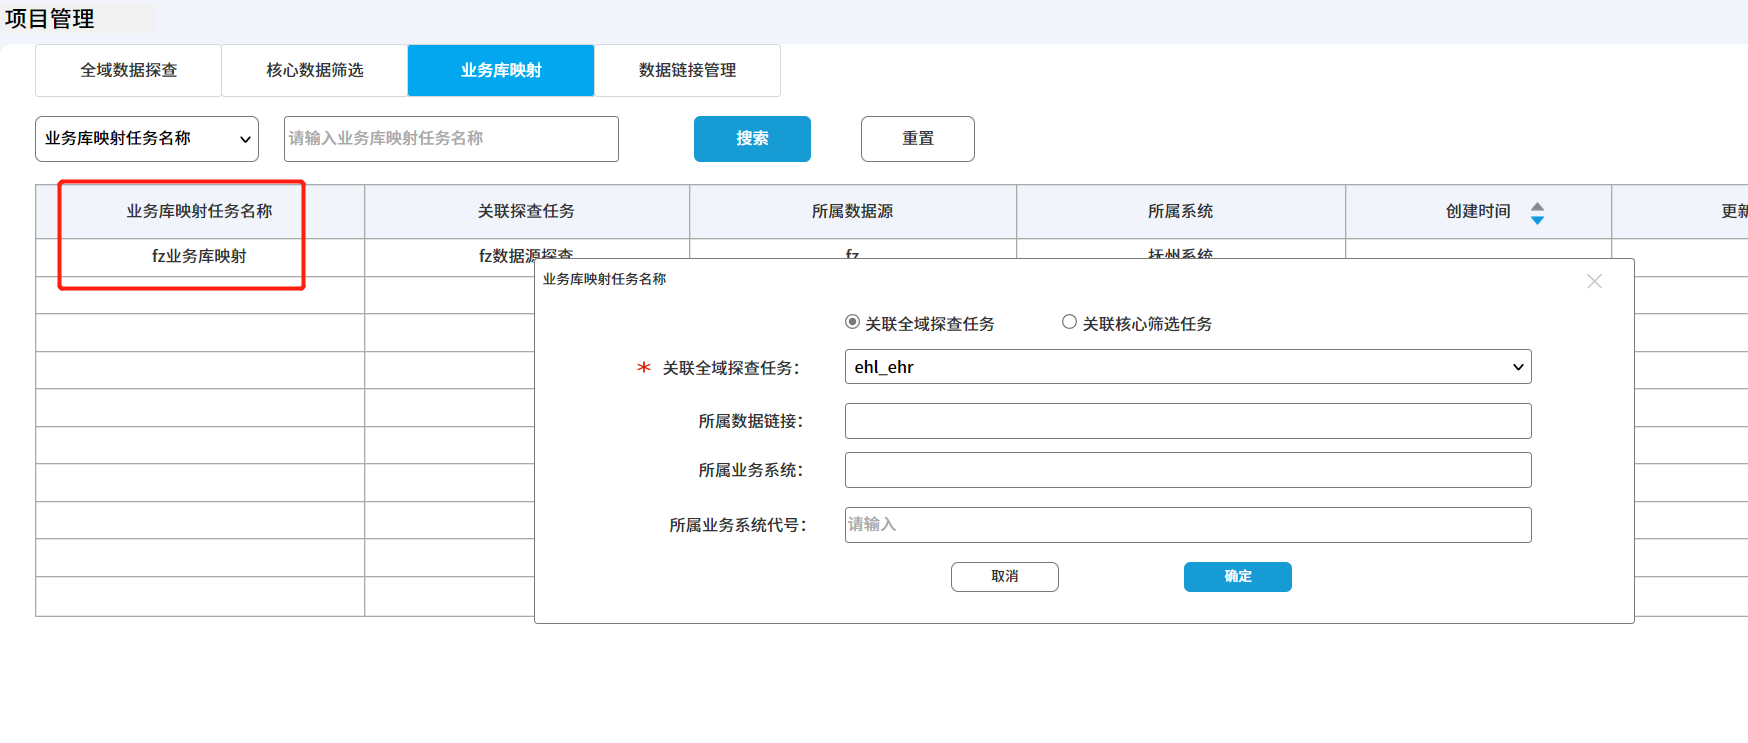 项目管理
全域数据探查 核心数据筛选 业务库映射 数据链接管理
业务库映射任务名称 请输入业务库映射任务名称 搜索 重置
业务库映射任务名称 关联探查任务 所属数据源 所属系统 创建时间 更新
fz业务库映射 fz数据源探查 fz 抚州系统
业务库映射任务名称
关联全域探查任务 关联核心筛选任务
* 关联全域探查任务： ehl_ehr
所属数据链接：
所属业务系统：
所属业务系统代号： 请输入
取消 确定